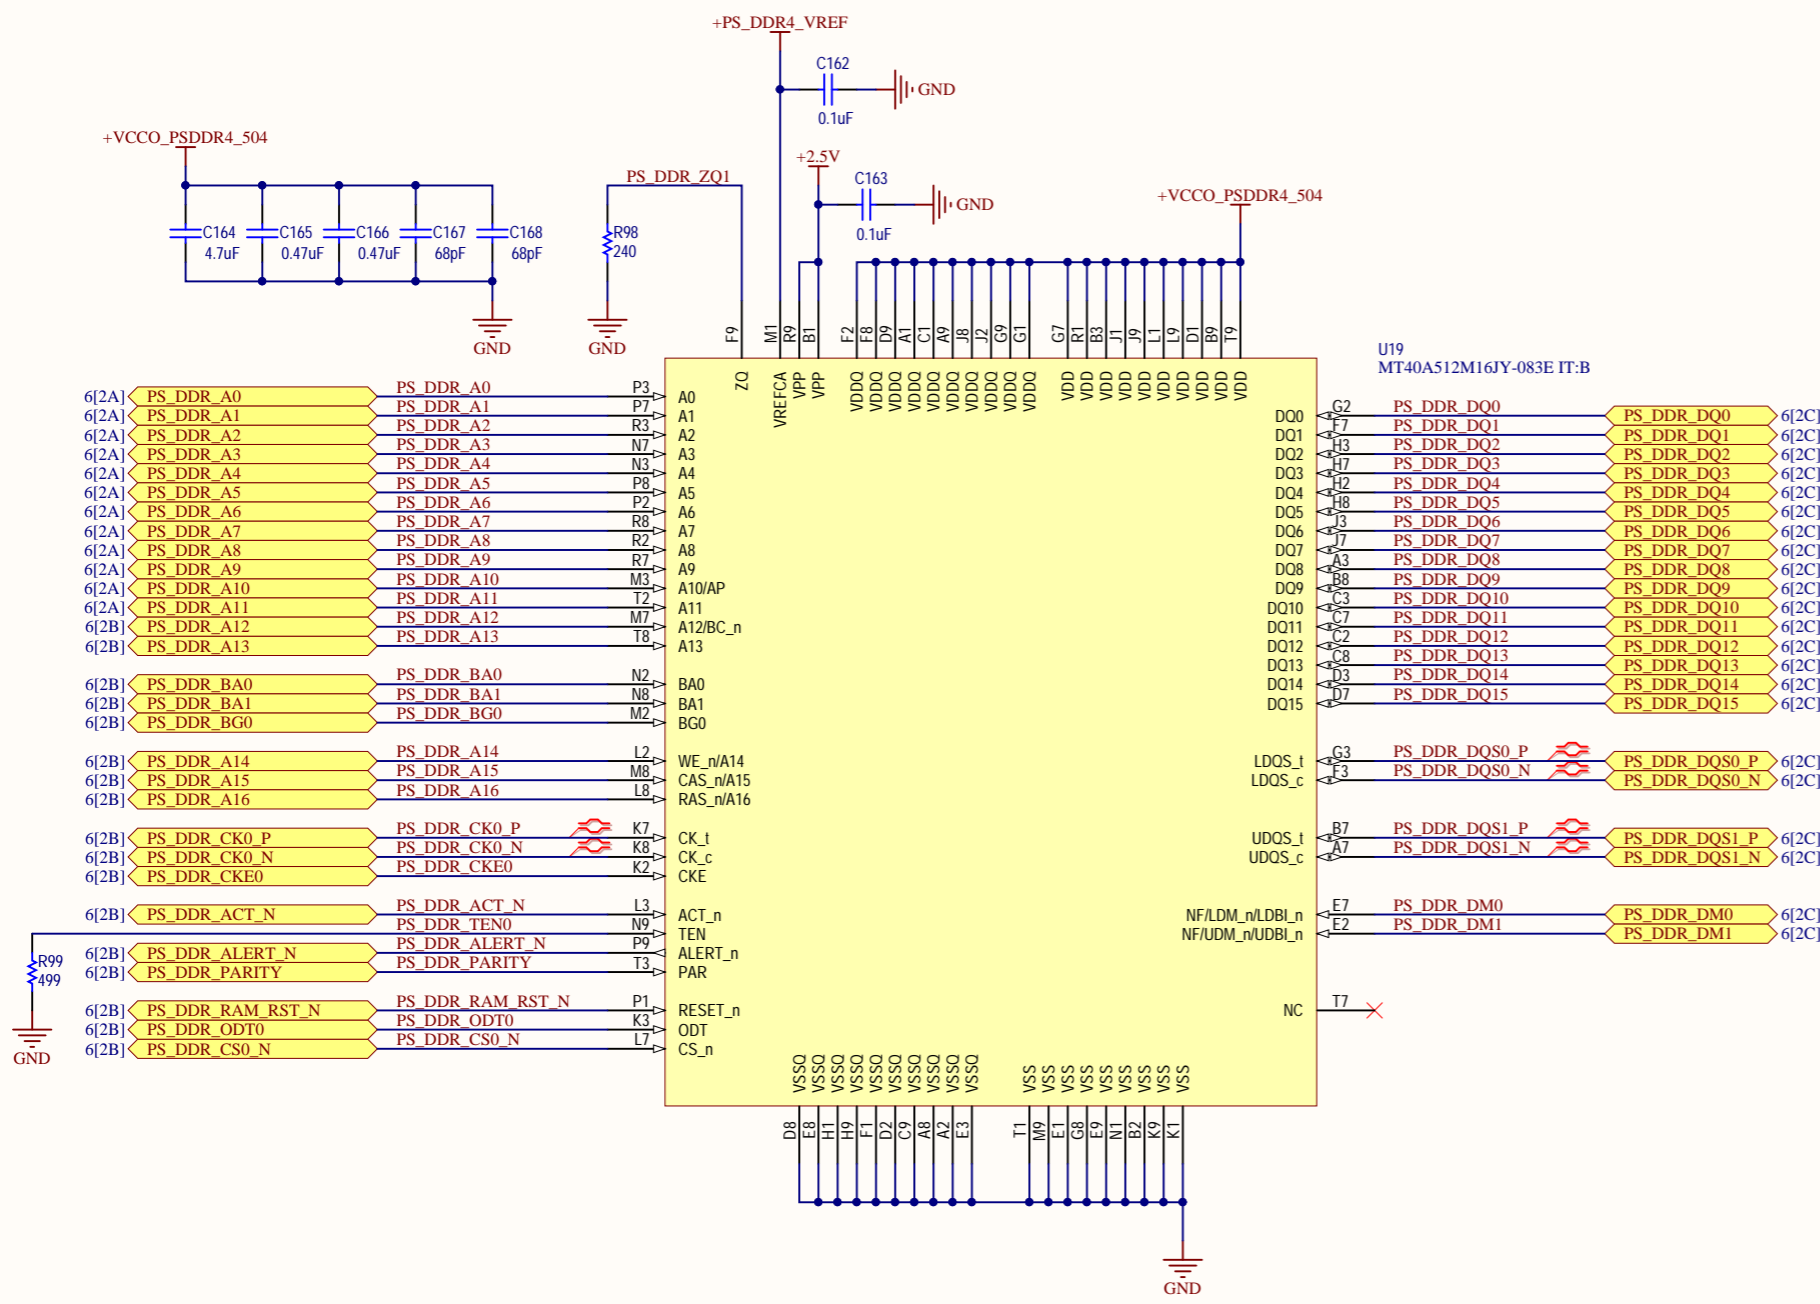 +PS_DDR4_VREF
C162
GND
0.1uF
+VCCO_PSDDR4_504
+2.5V
PS_DDR_ZQ1
C163
GND
0.1uF
+VCCO_PSDDR4_504
C164 C165 C166 C167 C168
4.7uF 0.47uF 0.47uF 68pF 68pF
R98
240
GND
GND
F9 M1 R9 B1 F2 F8 D9 A1 C1 A9 J8 J2 G9 G1 G7 R1 B3 J1 J9 L1 L9 D1 B9 T9
ZQ VREFCA VPP VPP VDDQ VDDQ VDDQ VDDQ VDDQ VDDQ VDDQ VDDQ VDDQ VDDQ VDD VDD VDD VDD VDD VDD VDD VDD VDD VDD
U19
MT40A512M16JY-083E IT:B
6[2A] PS_DDR_A0 PS_DDR_A0 P3 A0
6[2A] PS_DDR_A1 PS_DDR_A1 P7 A1
6[2A] PS_DDR_A2 PS_DDR_A2 R3 A2
6[2A] PS_DDR_A3 PS_DDR_A3 N7 A3
6[2A] PS_DDR_A4 PS_DDR_A4 N3 A4
6[2A] PS_DDR_A5 PS_DDR_A5 P8 A5
6[2A] PS_DDR_A6 PS_DDR_A6 P2 A6
6[2A] PS_DDR_A7 PS_DDR_A7 R8 A7
6[2A] PS_DDR_A8 PS_DDR_A8 R2 A8
6[2A] PS_DDR_A9 PS_DDR_A9 R7 A9
6[2A] PS_DDR_A10 PS_DDR_A10 M3 A10/AP
6[2A] PS_DDR_A11 PS_DDR_A11 T2 A11
6[2B] PS_DDR_A12 PS_DDR_A12 M7 A12/BC_n
6[2B] PS_DDR_A13 PS_DDR_A13 T8 A13
6[2B] PS_DDR_BA0 PS_DDR_BA0 N2 BA0
6[2B] PS_DDR_BA1 PS_DDR_BA1 N8 BA1
6[2B] PS_DDR_BG0 PS_DDR_BG0 M2 BG0
6[2B] PS_DDR_A14 PS_DDR_A14 L2 WE_n/A14
6[2B] PS_DDR_A15 PS_DDR_A15 M8 CAS_n/A15
6[2B] PS_DDR_A16 PS_DDR_A16 L8 RAS_n/A16
6[2B] PS_DDR_CK0_P PS_DDR_CK0_P K7 CK_t
6[2B] PS_DDR_CK0_N PS_DDR_CK0_N K8 CK_c
6[2B] PS_DDR_CKE0 PS_DDR_CKE0 K2 CKE
6[2B] PS_DDR_ACT_N PS_DDR_ACT_N L3 ACT_n
PS_DDR_TEN0 N9 TEN
6[2B] PS_DDR_ALERT_N PS_DDR_ALERT_N P9 ALERT_n
6[2B] PS_DDR_PARITY PS_DDR_PARITY T3 PAR
R99
499
GND
6[2B] PS_DDR_RAM_RST_N PS_DDR_RAM_RST_N P1 RESET_n
6[2B] PS_DDR_ODT0 PS_DDR_ODT0 K3 ODT
6[2B] PS_DDR_CS0_N PS_DDR_CS0_N L7 CS_n
DQ0 G2 PS_DDR_DQ0 PS_DDR_DQ0 6[2C]
DQ1 F7 PS_DDR_DQ1 PS_DDR_DQ1 6[2C]
DQ2 H3 PS_DDR_DQ2 PS_DDR_DQ2 6[2C]
DQ3 H7 PS_DDR_DQ3 PS_DDR_DQ3 6[2C]
DQ4 H2 PS_DDR_DQ4 PS_DDR_DQ4 6[2C]
DQ5 H8 PS_DDR_DQ5 PS_DDR_DQ5 6[2C]
DQ6 J3 PS_DDR_DQ6 PS_DDR_DQ6 6[2C]
DQ7 J7 PS_DDR_DQ7 PS_DDR_DQ7 6[2C]
DQ8 A3 PS_DDR_DQ8 PS_DDR_DQ8 6[2C]
DQ9 B8 PS_DDR_DQ9 PS_DDR_DQ9 6[2C]
DQ10 C3 PS_DDR_DQ10 PS_DDR_DQ10 6[2C]
DQ11 C7 PS_DDR_DQ11 PS_DDR_DQ11 6[2C]
DQ12 C2 PS_DDR_DQ12 PS_DDR_DQ12 6[2C]
DQ13 C8 PS_DDR_DQ13 PS_DDR_DQ13 6[2C]
DQ14 D3 PS_DDR_DQ14 PS_DDR_DQ14 6[2C]
DQ15 D7 PS_DDR_DQ15 PS_DDR_DQ15 6[2C]
LDQS_t G3 PS_DDR_DQS0_P PS_DDR_DQS0_P 6[2C]
LDQS_c F3 PS_DDR_DQS0_N PS_DDR_DQS0_N 6[2C]
UDQS_t B7 PS_DDR_DQS1_P PS_DDR_DQS1_P 6[2C]
UDQS_c A7 PS_DDR_DQS1_N PS_DDR_DQS1_N 6[2C]
NF/LDM_n/LDBI_n E7 PS_DDR_DM0 PS_DDR_DM0 6[2C]
NF/UDM_n/UDBI_n E2 PS_DDR_DM1 PS_DDR_DM1 6[2C]
NC T7
VSSQ VSSQ VSSQ VSSQ VSSQ VSSQ VSSQ VSSQ VSSQ VSSQ VSS VSS VSS VSS VSS VSS VSS VSS VSS
D8 E8 H1 H9 F1 D2 C9 A8 A2 E3 T1 M9 E1 G8 E9 N1 B2 K9 K1
GND